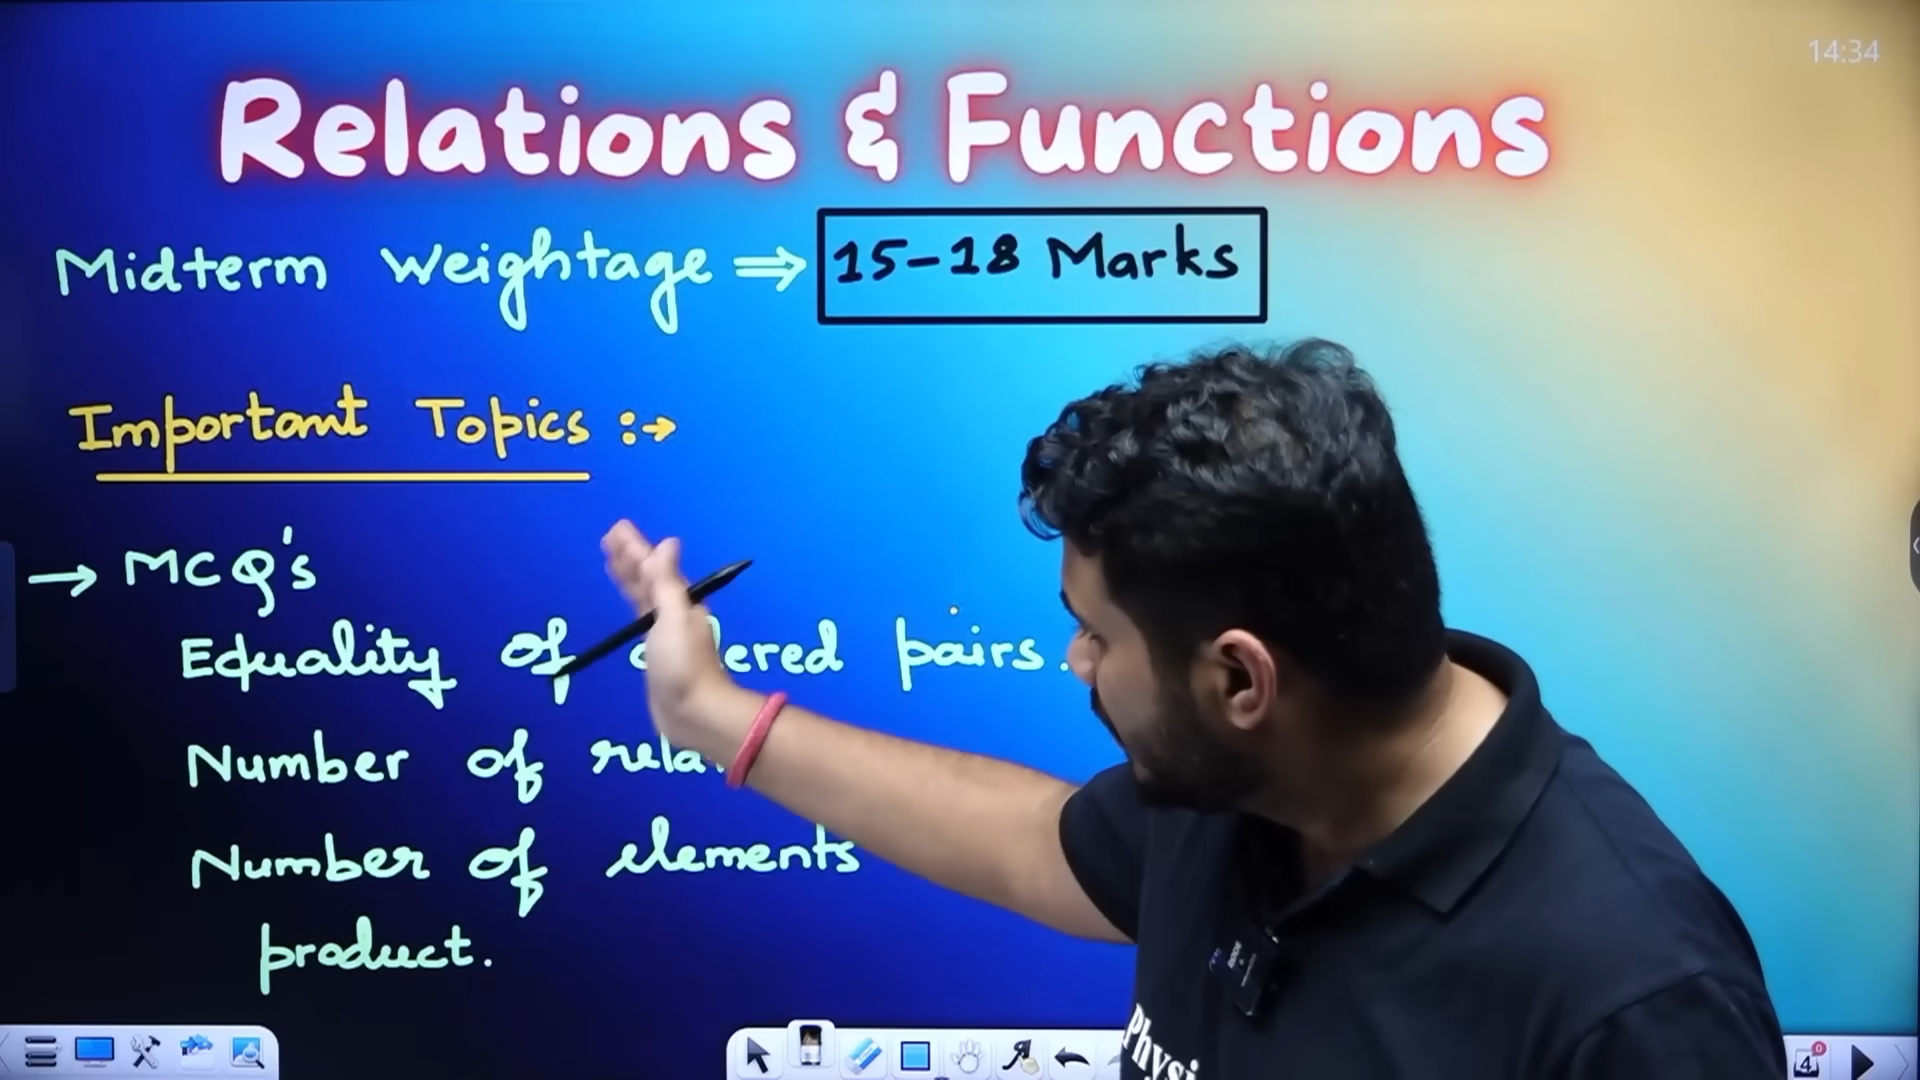 14:34
Relations & Functions
Midterm weightage ⇒ 15-18 Marks
Important Topics :→
→ MCQ's
Equality of pairs.
Number of
Number of elements
product.